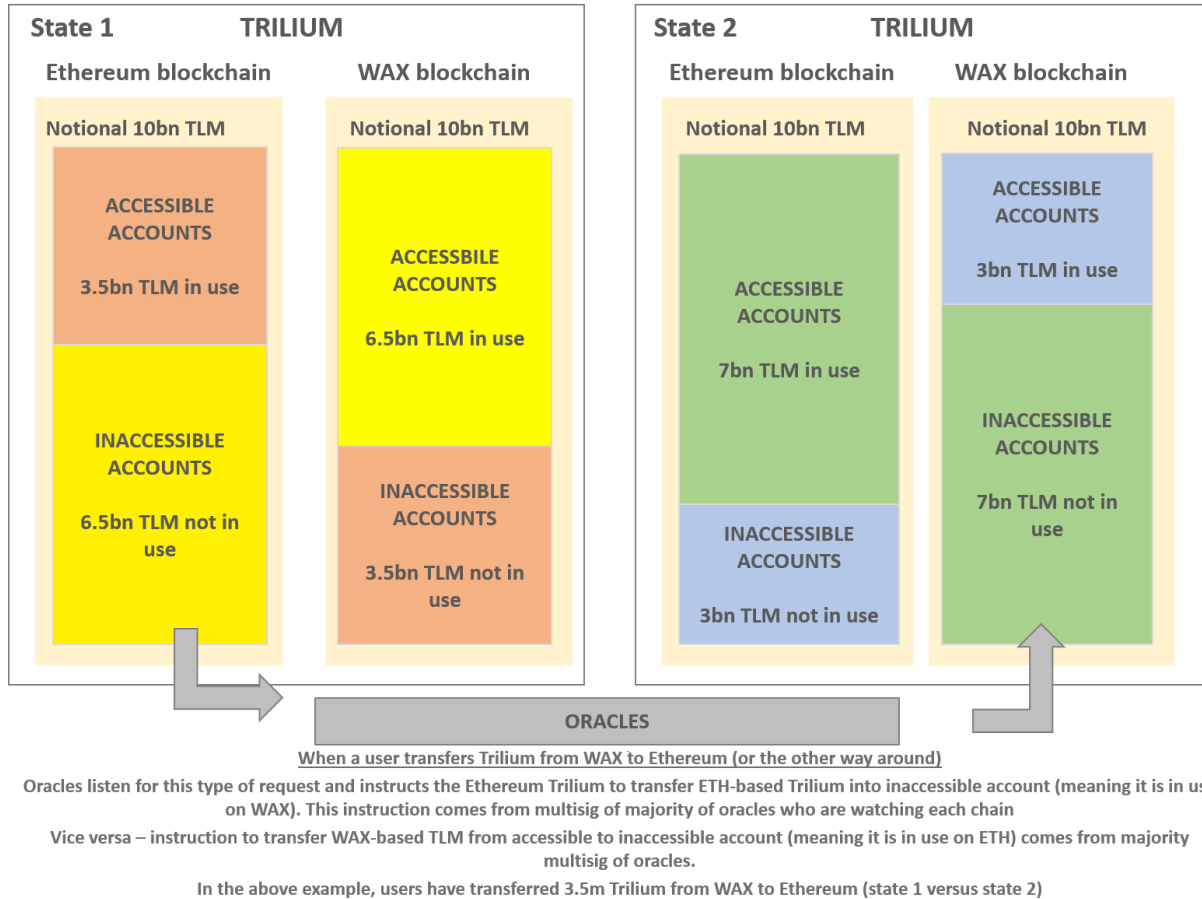 State 1 TRILIUM
Ethereum blockchain
WAX blockchain
Notional 10bn TLM
ACCESSIBLE
ACCOUNTS
3.5bn TLM in use
INACCESSIBLE
ACCOUNTS
6.5bn TLM not in
use
Notional 10bn TLM
ACCESSBILE
ACCOUNTS
6.5bn TLM in use
INACCESSIBLE
ACCOUNTS
3.5bn TLM not in
use
State 2 TRILIUM
Ethereum blockchain
WAX blockchain
Notional 10bn TLM
ACCESSIBLE
ACCOUNTS
7bn TLM in use
INACCESSIBLE
ACCOUNTS
3bn TLM not in use
Notional 10bn TLM
ACCESSIBLE
ACCOUNTS
3bn TLM in use
INACCESSIBLE
ACCOUNTS
7bn TLM not in
use
ORACLES
When a user transfers Trilium from WAX to Ethereum (or the other way around)
Oracles listen for this type of request and instructs the Ethereum Trilium to transfer ETH-based Trilium into inaccessible account (meaning it is in us
on WAX). This instruction comes from multisig of majority of oracles who are watching each chain
Vice versa – instruction to transfer WAX-based TLM from accessible to inaccessible account (meaning it is in use on ETH) comes from majority
multisig of oracles.
In the above example, users have transferred 3.5m Trilium from WAX to Ethereum (state 1 versus state 2)